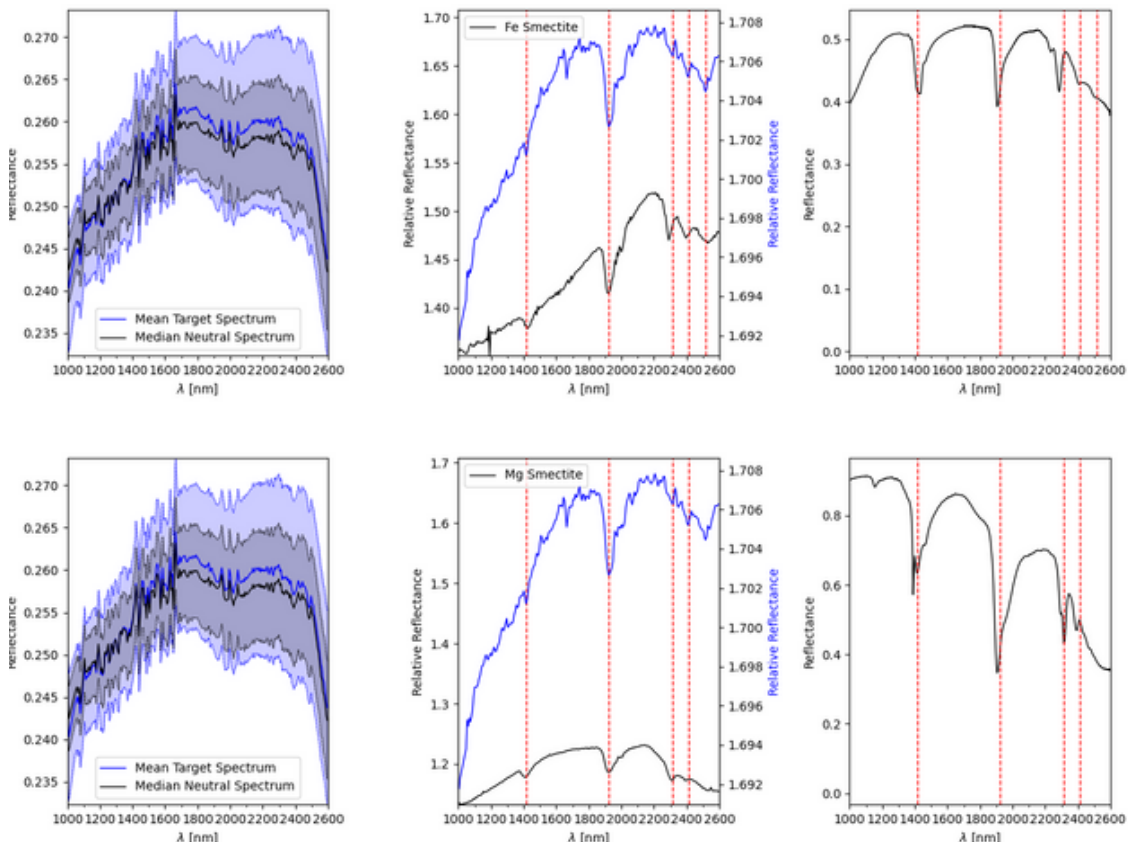 0.270
0.265
0.260
0.255
0.250
0.245
0.240
0.235
Reflectance
Mean Target Spectrum
Median Neutral Spectrum
1000 1200 1400 1600 1800 2000 2200 2400 2600
λ [nm]
1.70
1.65
1.60
1.55
1.50
1.45
1.40
Relative Reflectance
Fe Smectite
1.708
1.706
1.704
1.702
1.700
1.698
1.696
1.694
1.692
Relative Reflectance
1000 1200 1400 1600 1800 2000 2200 2400 2600
λ [nm]
0.5
0.4
0.3
0.2
0.1
0.0
Reflectance
1000 1200 1400 1600 1800 2000 2200 2400 2600
λ [nm]
0.270
0.265
0.260
0.255
0.250
0.245
0.240
0.235
Reflectance
Mean Target Spectrum
Median Neutral Spectrum
1000 1200 1400 1600 1800 2000 2200 2400 2600
λ [nm]
1.7
1.6
1.5
1.4
1.3
1.2
Relative Reflectance
Mg Smectite
1.708
1.706
1.704
1.702
1.700
1.698
1.696
1.694
1.692
Relative Reflectance
1000 1200 1400 1600 1800 2000 2200 2400 2600
λ [nm]
0.8
0.6
0.4
0.2
0.0
Reflectance
1000 1200 1400 1600 1800 2000 2200 2400 2600
λ [nm]